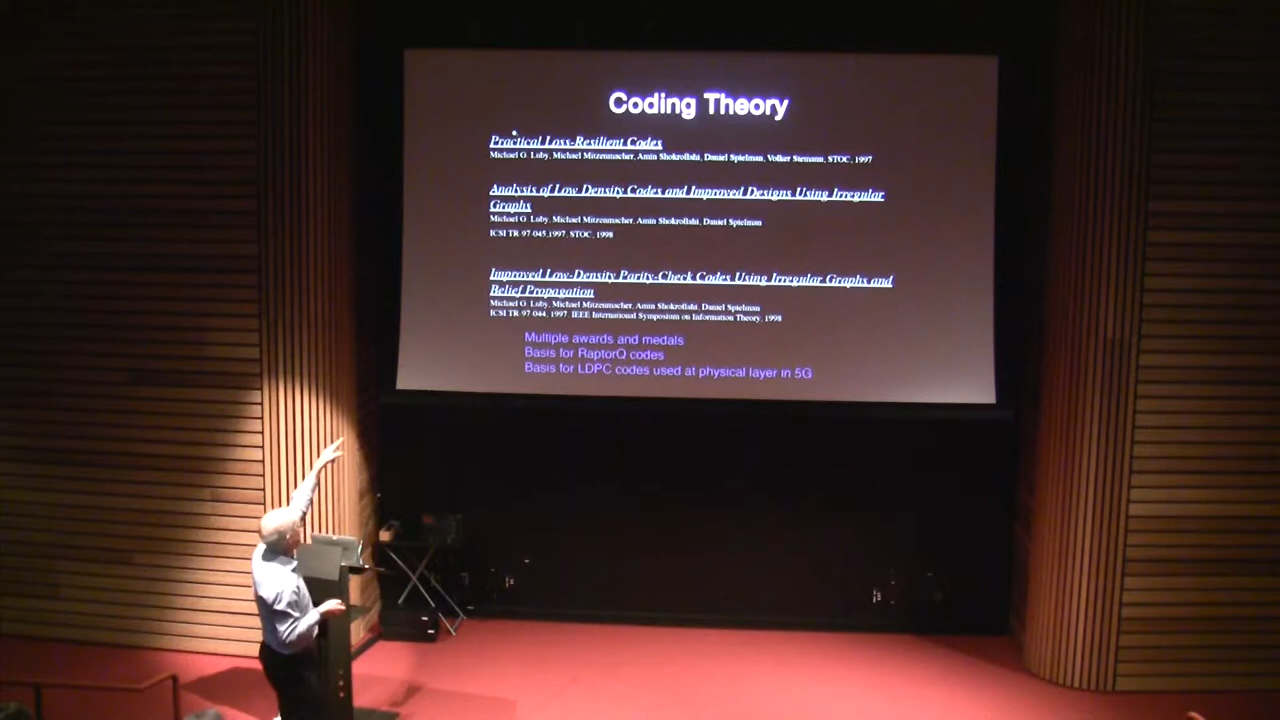 Coding Theory
Practical Loss-Resilient Codes
Michael G. Luby, Michael Mitzenmacher, Amin Shokrollahi, Daniel Spielman, Volker Stemann, STOC, 1997
Analysis of Low Density Codes and Improved Designs Using Irregular
Graphs
Michael G. Luby, Michael Mitzenmacher, Amin Shokrollahi, Daniel Spielman
ICSI TR-97-045,1997, STOC, 1998
Improved Low-Density Parity-Check Codes Using Irregular Graphs and
Belief Propagation
Michael G. Luby, Michael Mitzenmacher, Amin Shokrollahi, Daniel Spielman
ICSI TR-97-044, 1997 IEEE International Symposium on Information Theory, 1998
Multiple awards and medals
Basis for RaptorQ codes
Basis for LDPC codes used at physical layer in 5G